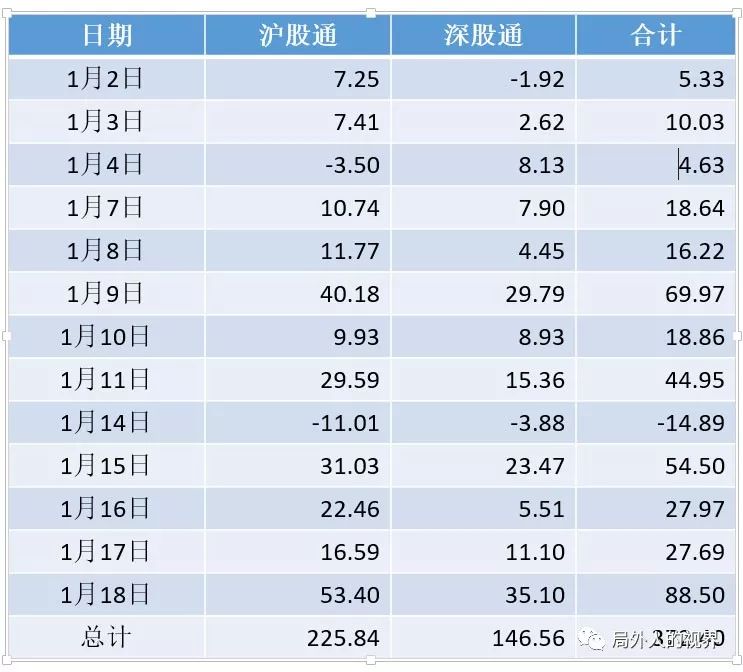 日期 沪股通 深股通 合计
1月2日 7.25 -1.92 5.33
1月3日 7.41 2.62 10.03
1月4日 -3.50 8.13 4.63
1月7日 10.74 7.90 18.64
1月8日 11.77 4.45 16.22
1月9日 40.18 29.79 69.97
1月10日 9.93 8.93 18.86
1月11日 29.59 15.36 44.95
1月14日 -11.01 -3.88 -14.89
1月15日 31.03 23.47 54.50
1月16日 22.46 5.51 27.97
1月17日 16.59 11.10 27.69
1月18日 53.40 35.10 88.50
总计 225.84 146.56
局外人的视界